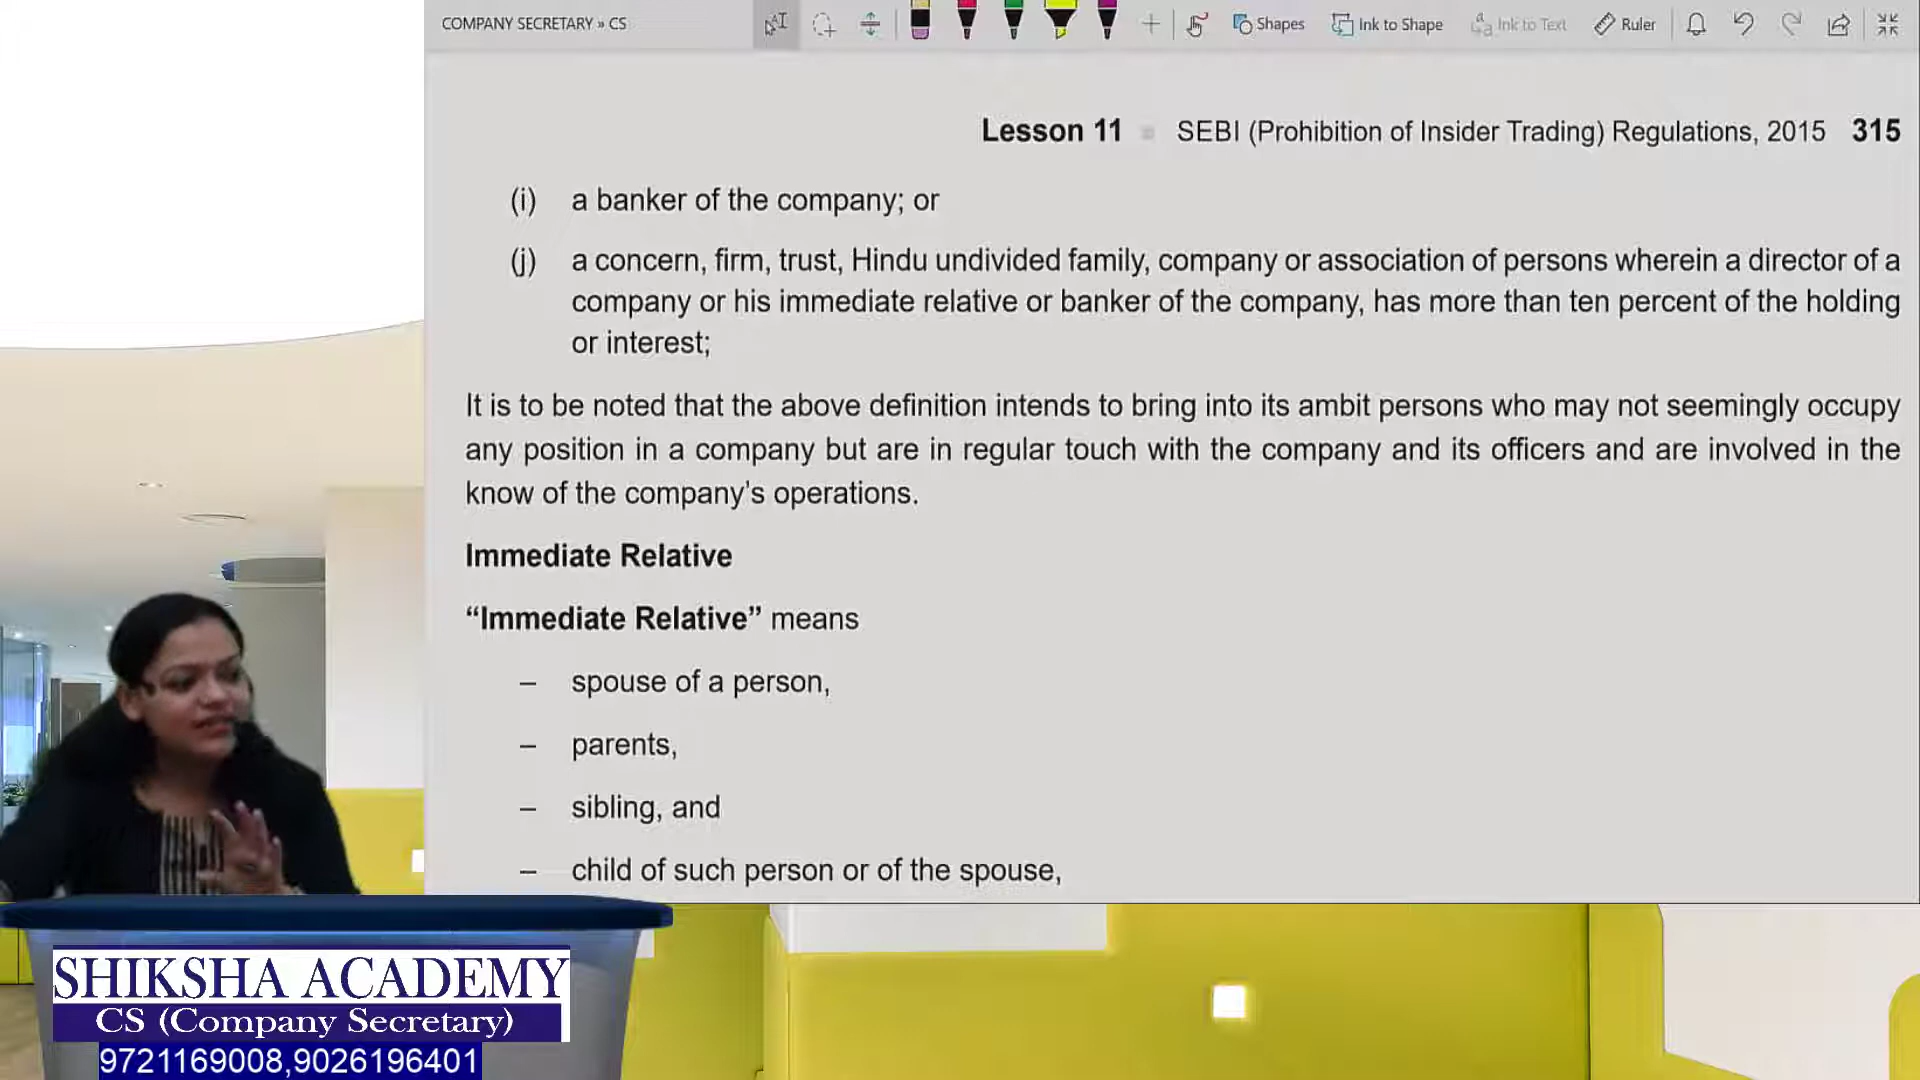 COMPANY SECRETARY » CS
Shapes
Ink to Shape
Ink to Text
Ruler
Lesson 11 ■ SEBI (Prohibition of Insider Trading) Regulations, 2015 315
(i) a banker of the company; or
(j) a concern, firm, trust, Hindu undivided family, company or association of persons wherein a director of a
company or his immediate relative or banker of the company, has more than ten percent of the holding
or interest;
It is to be noted that the above definition intends to bring into its ambit persons who may not seemingly occupy
any position in a company but are in regular touch with the company and its officers and are involved in the
know of the company’s operations.
Immediate Relative
“Immediate Relative” means
– spouse of a person,
– parents,
– sibling, and
– child of such person or of the spouse,
SHIKSHA ACADEMY
CS (Company Secretary)
9721169008,9026196401